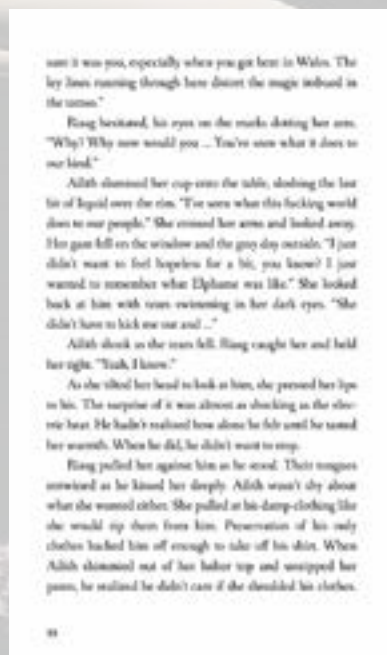 sure it was you, especially when you got here in Wales. The
ley lines running through here distort the magic imbued in
the
Riaag hesitated, his eyes on the marks dotting her arm.
"Why? Why now would you ... You've seen what it does to
our kind."
Ailith slammed her cup onto the table, sloshing the last
bit of liquid over the rim. "I've seen what this fucking world
does to our people." She crossed her arms and looked away.
Her gaze fell on the window and the grey day outside. "I just
didn't want to feel hopeless for a bit, you know? I just
wanted to remember what Elphame was like." She looked
back at him with tears swimming in her dark eyes. "She
didn't have to kick me out and ..."
Ailith shook as the tears fell. Riaag caught her and held
her tight. "Yeah, I know."
As she tilted her head to look at him, she pressed her lips
to his. The surprise of it was almost as shocking as the elec-
tric heat. He hadn't realized how alone he felt until he tasted
her warmth. When he did, he didn't want to stop.
Riaag pulled her against him as he stood. Their tongues
entwined as he kissed her deeply. Ailith wasn't shy about
what she wanted either. She pulled at his damp clothing like
she would rip them from him. Preservation of his only
clothes backed him off enough to take off his shirt. When
Ailith shimmied out of her halter top and unzipped her
pants, he realized he didn't care if she shredded his clothes.